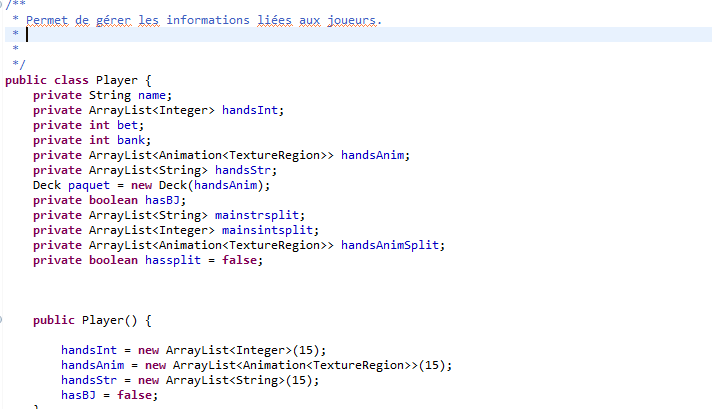 /**
 * Permet de gérer les informations liées aux joueurs.
 *
 *
 */
public class Player {
    private String name;
    private ArrayList<Integer> handsInt;
    private int bet;
    private int bank;
    private ArrayList<Animation<TextureRegion>> handsAnim;
    private ArrayList<String> handsStr;
    Deck paquet = new Deck(handsAnim);
    private boolean hasBJ;
    private ArrayList<String> mainstrsplit;
    private ArrayList<Integer> mainsintsplit;
    private ArrayList<Animation<TextureRegion>> handsAnimSplit;
    private boolean hassplit = false;
    public Player() {
        handsInt = new ArrayList<Integer>(15);
        handsAnim = new ArrayList<Animation<TextureRegion>>(15);
        handsStr = new ArrayList<String>(15);
        hasBJ = false;
    }